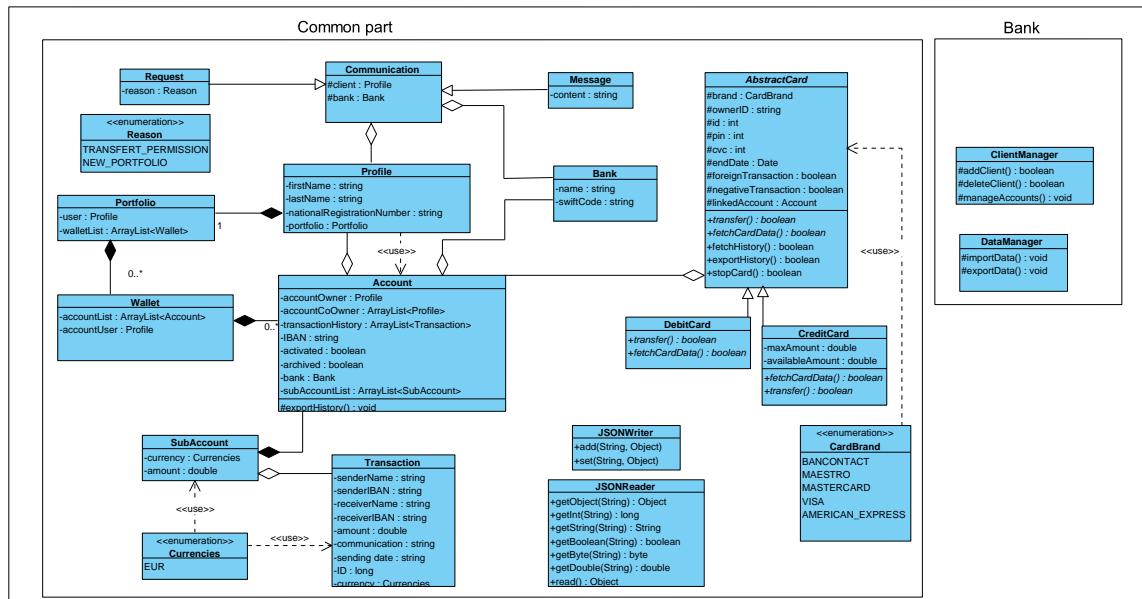 Common part
Bank
Request
-reason : Reason
<<enumeration>>
Reason
TRANSFERT_PERMISSION
NEW_PORTFOLIO
Communication
#client : Profile
#bank : Bank
Message
-content : string
AbstractCard
#brand : CardBrand
#ownerID : string
#id : int
#pin : int
#cvc : int
#endDate : Date
#foreignTransaction : boolean
#negativeTransaction : boolean
#linkedAccount : Account
+transfer() : boolean
+fetchCardData() : boolean
+fetchHistory() : boolean
+exportHistory() : boolean
+stopCard() : boolean
ClientManager
#addClient() : boolean
#deleteClient() : boolean
#manageAccounts() : void
DataManager
#importData() : void
#exportData() : void
Profile
-firstName : string
-lastName : string
-nationalRegistrationNumber : string
-portfolio : Portfolio
Bank
-name : string
-swiftCode : string
Portfolio
-user : Profile
-walletList : ArrayList<Wallet>
1
0..*
<<use>>
<<use>>
Wallet
-accountList : ArrayList<Account>
-accountUser : Profile
0..*
Account
-accountOwner : Profile
-accountCoOwner : ArrayList<Profile>
-transactionHistory : ArrayList<Transaction>
-IBAN : string
-activated : boolean
-archived : boolean
-bank : Bank
-subAccountList : ArrayList<SubAccount>
#exportHistory() : void
DebitCard
+transfer() : boolean
+fetchCardData() : boolean
CreditCard
-maxAmount : double
-availableAmount : double
+fetchCardData() : boolean
+transfer() : boolean
SubAccount
-currency : Currencies
-amount : double
<<use>>
<<enumeration>>
Currencies
EUR
<<use>>
Transaction
-senderName : string
-senderIBAN : string
-receiverName : string
-receiverIBAN : string
-amount : double
-communication : string
-sending date : string
-ID : long
-currency : Currencies
JSONWriter
+add(String, Object)
+set(String, Object)
JSONReader
+getObject(String) : Object
+getInt(String) : long
+getString(String) : String
+getBoolean(String) : boolean
+getByte(String) : byte
+getDouble(String) : double
+read() : Object
<<enumeration>>
CardBrand
BANCONTACT
MAESTRO
MASTERCARD
VISA
AMERICAN_EXPRESS